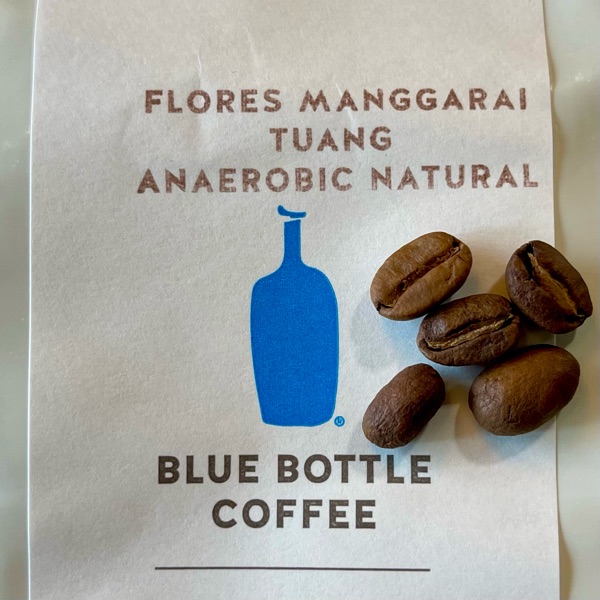 FLORES MANGGARAI
TUANG
ANAEROBIC NATURAL
®
BLUE BOTTLE
COFFEE